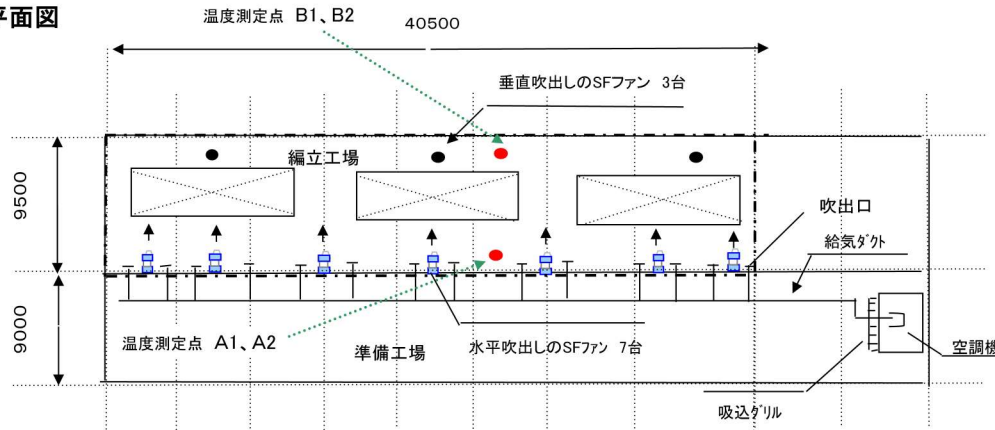 平面図
温度測定点 B1、B2
40500
垂直吹出しのSFファン 3台
編立工場
9500
吹出口
給気ダクト
9000
温度測定点 A1、A2
準備工場
水平吹出しのSFファン 7台
空調機
吸込グリル